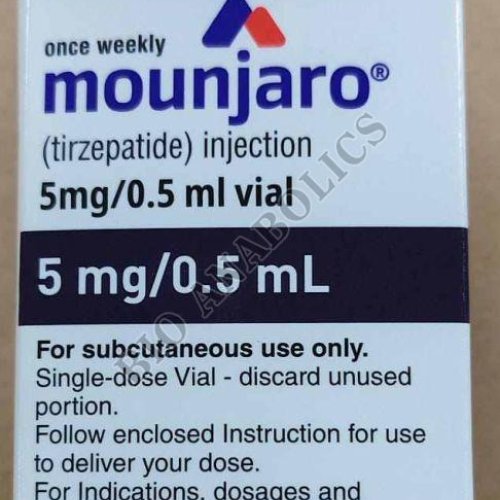 once weekly
mounjaro®
(tirzepatide) injection
5mg/0.5 ml vial
5 mg/0.5 mL
For subcutaneous use only.
Single-dose Vial - discard unused
portion.
Follow enclosed Instruction for use
to deliver your dose.
For Indications, dosages and
BIO ANABOLICS